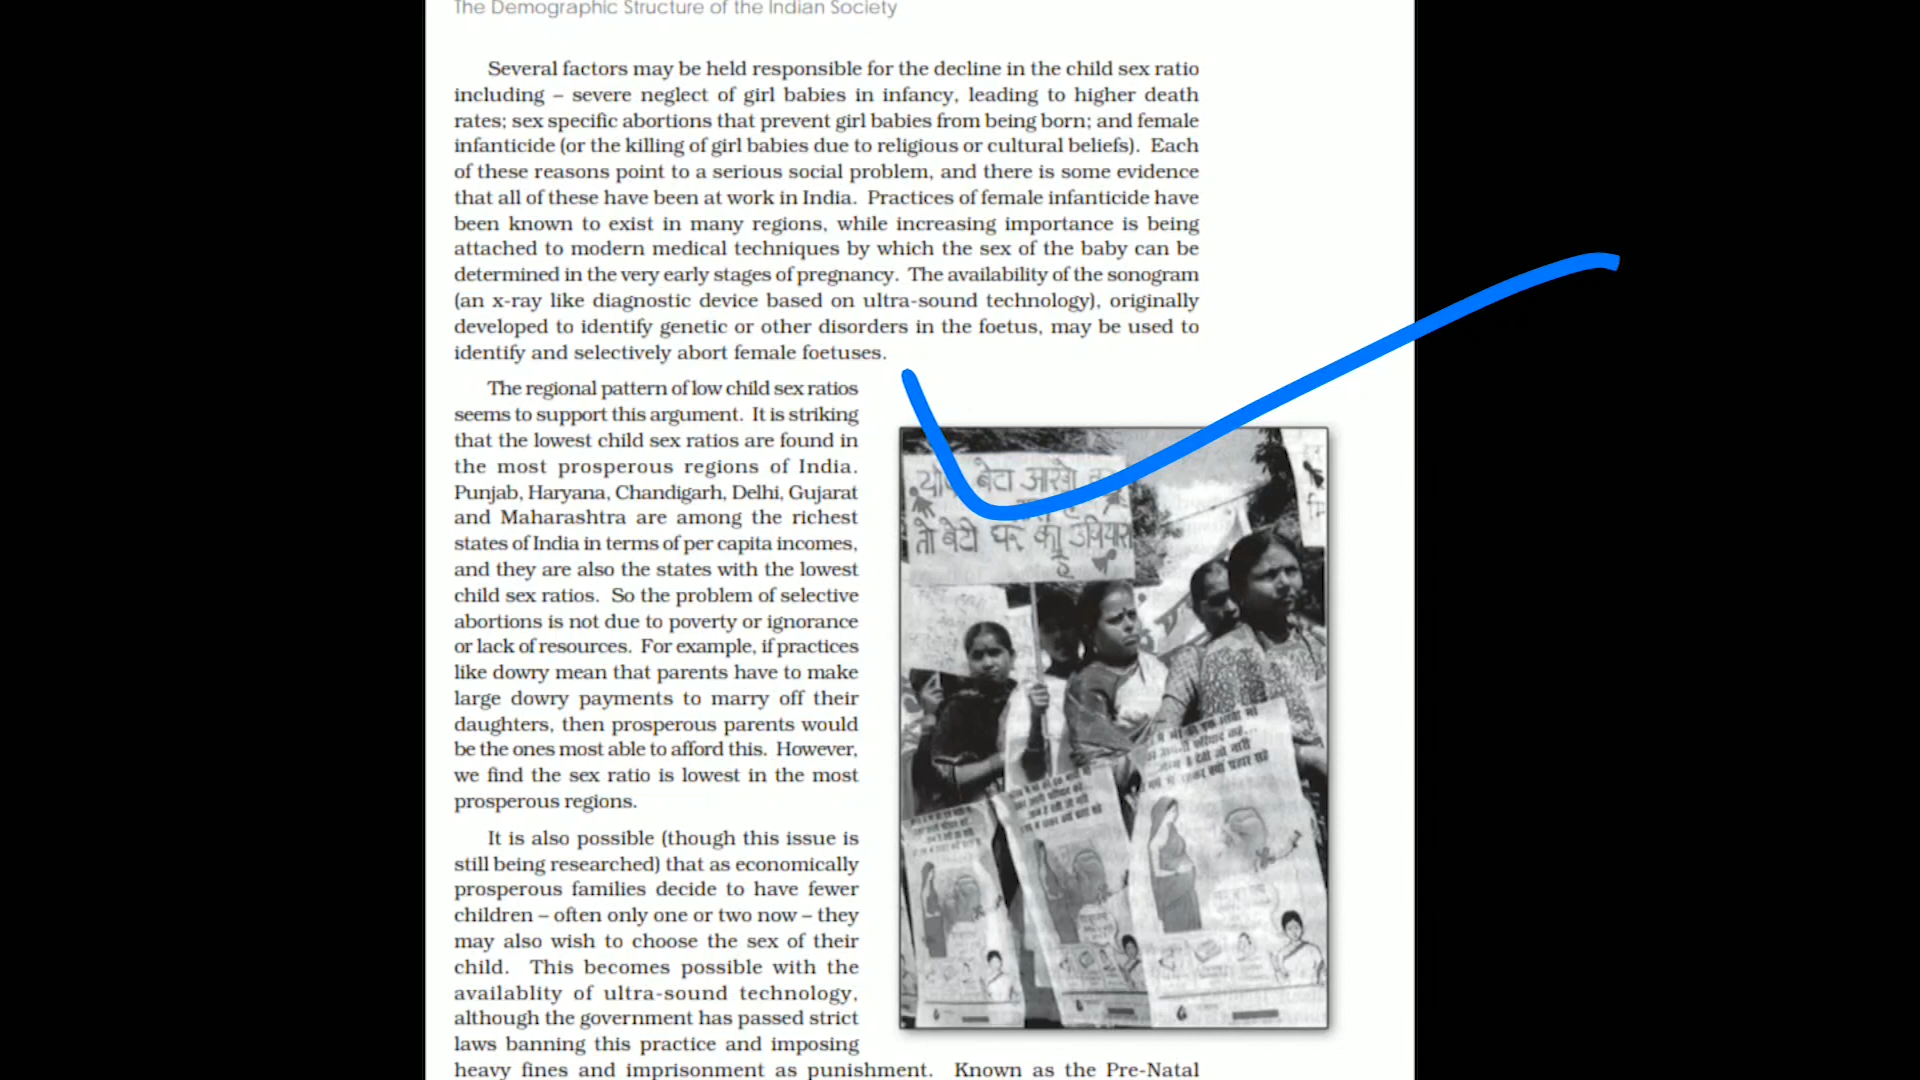 The Demographic Structure of the Indian Society
Several factors may be held responsible for the decline in the child sex ratio
including – severe neglect of girl babies in infancy, leading to higher death
rates; sex specific abortions that prevent girl babies from being born; and female
infanticide (or the killing of girl babies due to religious or cultural beliefs). Each
of these reasons point to a serious social problem, and there is some evidence
that all of these have been at work in India. Practices of female infanticide have
been known to exist in many regions, while increasing importance is being
attached to modern medical techniques by which the sex of the baby can be
determined in the very early stages of pregnancy. The availability of the sonogram
(an x-ray like diagnostic device based on ultra-sound technology), originally
developed to identify genetic or other disorders in the foetus, may be used to
identify and selectively abort female foetuses.
The regional pattern of low child sex ratios
seems to support this argument. It is striking
that the lowest child sex ratios are found in
the most prosperous regions of India.
Punjab, Haryana, Chandigarh, Delhi, Gujarat
and Maharashtra are among the richest
states of India in terms of per capita incomes,
and they are also the states with the lowest
child sex ratios. So the problem of selective
abortions is not due to poverty or ignorance
or lack of resources. For example, if practices
like dowry mean that parents have to make
large dowry payments to marry off their
daughters, then prosperous parents would
be the ones most able to afford this. However,
we find the sex ratio is lowest in the most
prosperous regions.
It is also possible (though this issue is
still being researched) that as economically
prosperous families decide to have fewer
children – often only one or two now – they
may also wish to choose the sex of their
child. This becomes possible with the
availablity of ultra-sound technology,
although the government has passed strict
laws banning this practice and imposing
heavy fines and imprisonment as punishment. Known as the Pre-Natal
बेटा आखो
तो बेटी घर का
है